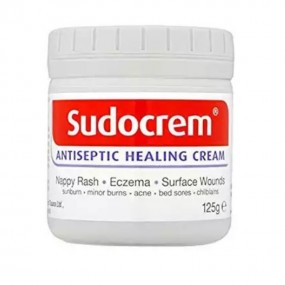 Sudocrem®
ANTISEPTIC HEALING CREAM
Nappy Rash • Eczema • Surface Wounds
sunburn • minor burns • acne • bed sores • chilblains
125g e